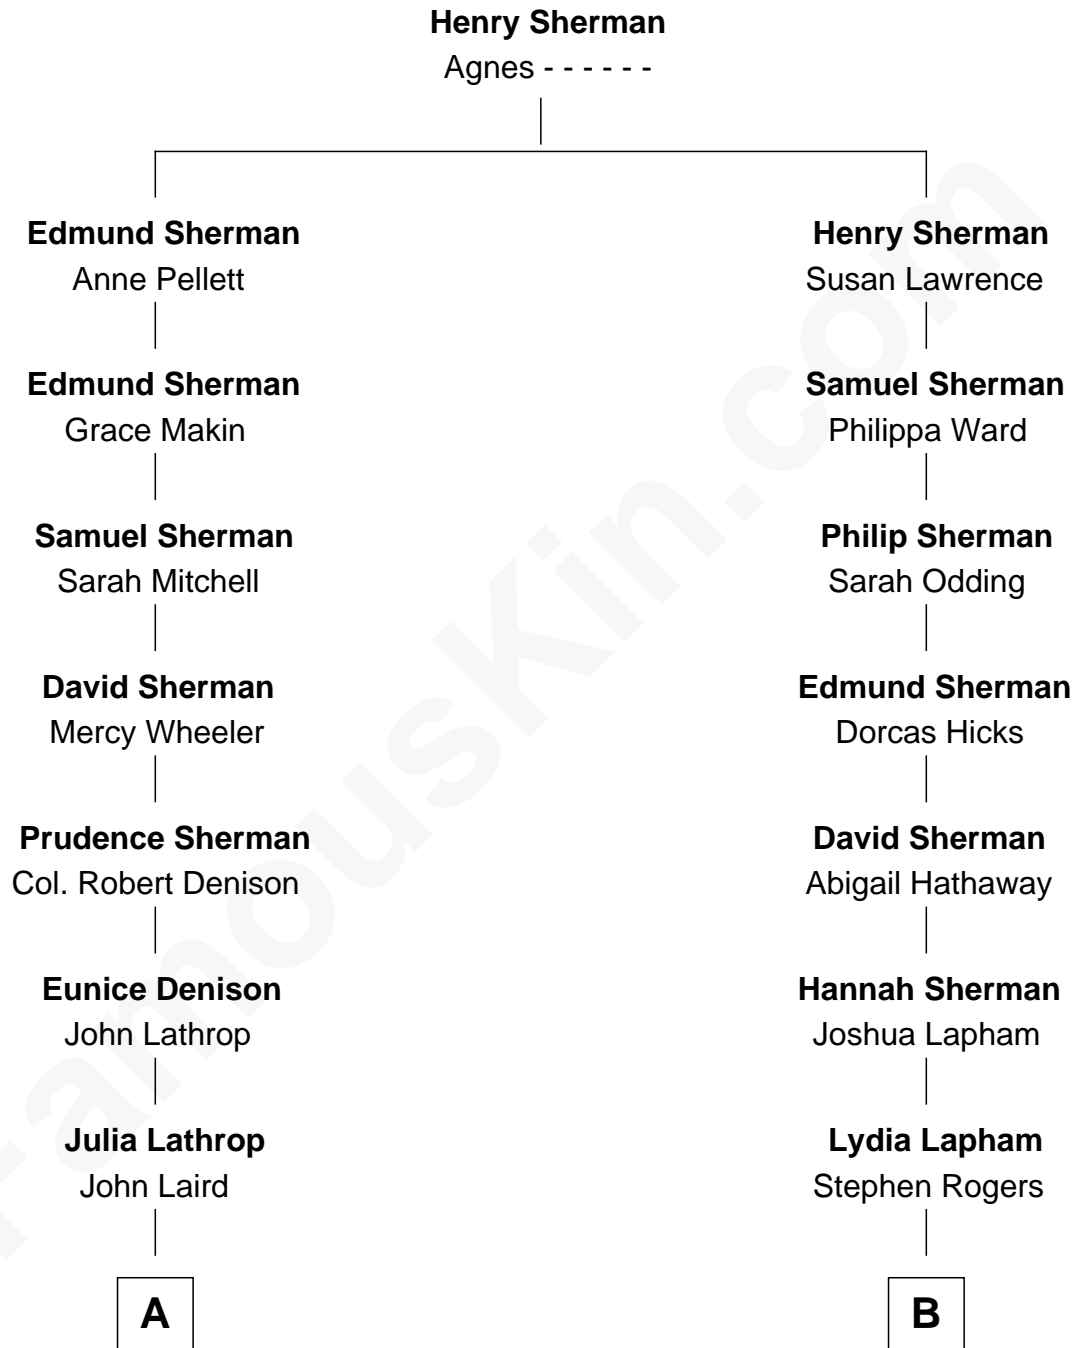 Henry Sherman
Agnes - - - - - -
Edmund Sherman
Anne Pellett
Henry Sherman
Susan Lawrence
Edmund Sherman
Grace Makin
Samuel Sherman
Philippa Ward
Samuel Sherman
Sarah Mitchell
Philip Sherman
Sarah Odding
David Sherman
Mercy Wheeler
Edmund Sherman
Dorcas Hicks
Prudence Sherman
Col. Robert Denison
David Sherman
Abigail Hathaway
Eunice Denison
John Lathrop
Hannah Sherman
Joshua Lapham
Julia Lathrop
John Laird
Lydia Lapham
Stephen Rogers
A
B
FamousKin.com